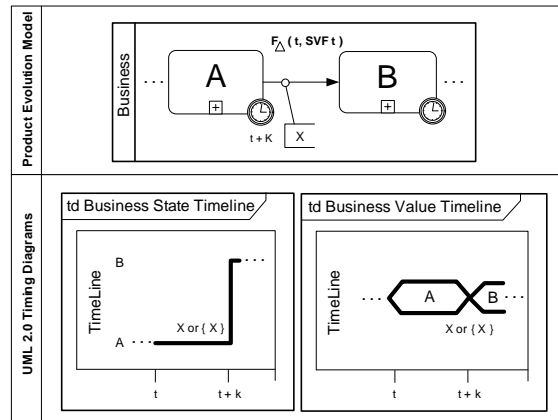 Product Evolution Model
Business
F△ ( t, SVF t )
· · ·
A
B
· · ·
+
+
t + K
X
UML 2.0 Timing Diagrams
td Business State Timeline
TimeLine
B
· · ·
X or { X }
A
· · ·
t
t + k
td Business Value Timeline
TimeLine
· · ·
A
B
· · ·
X or { X }
t
t + k